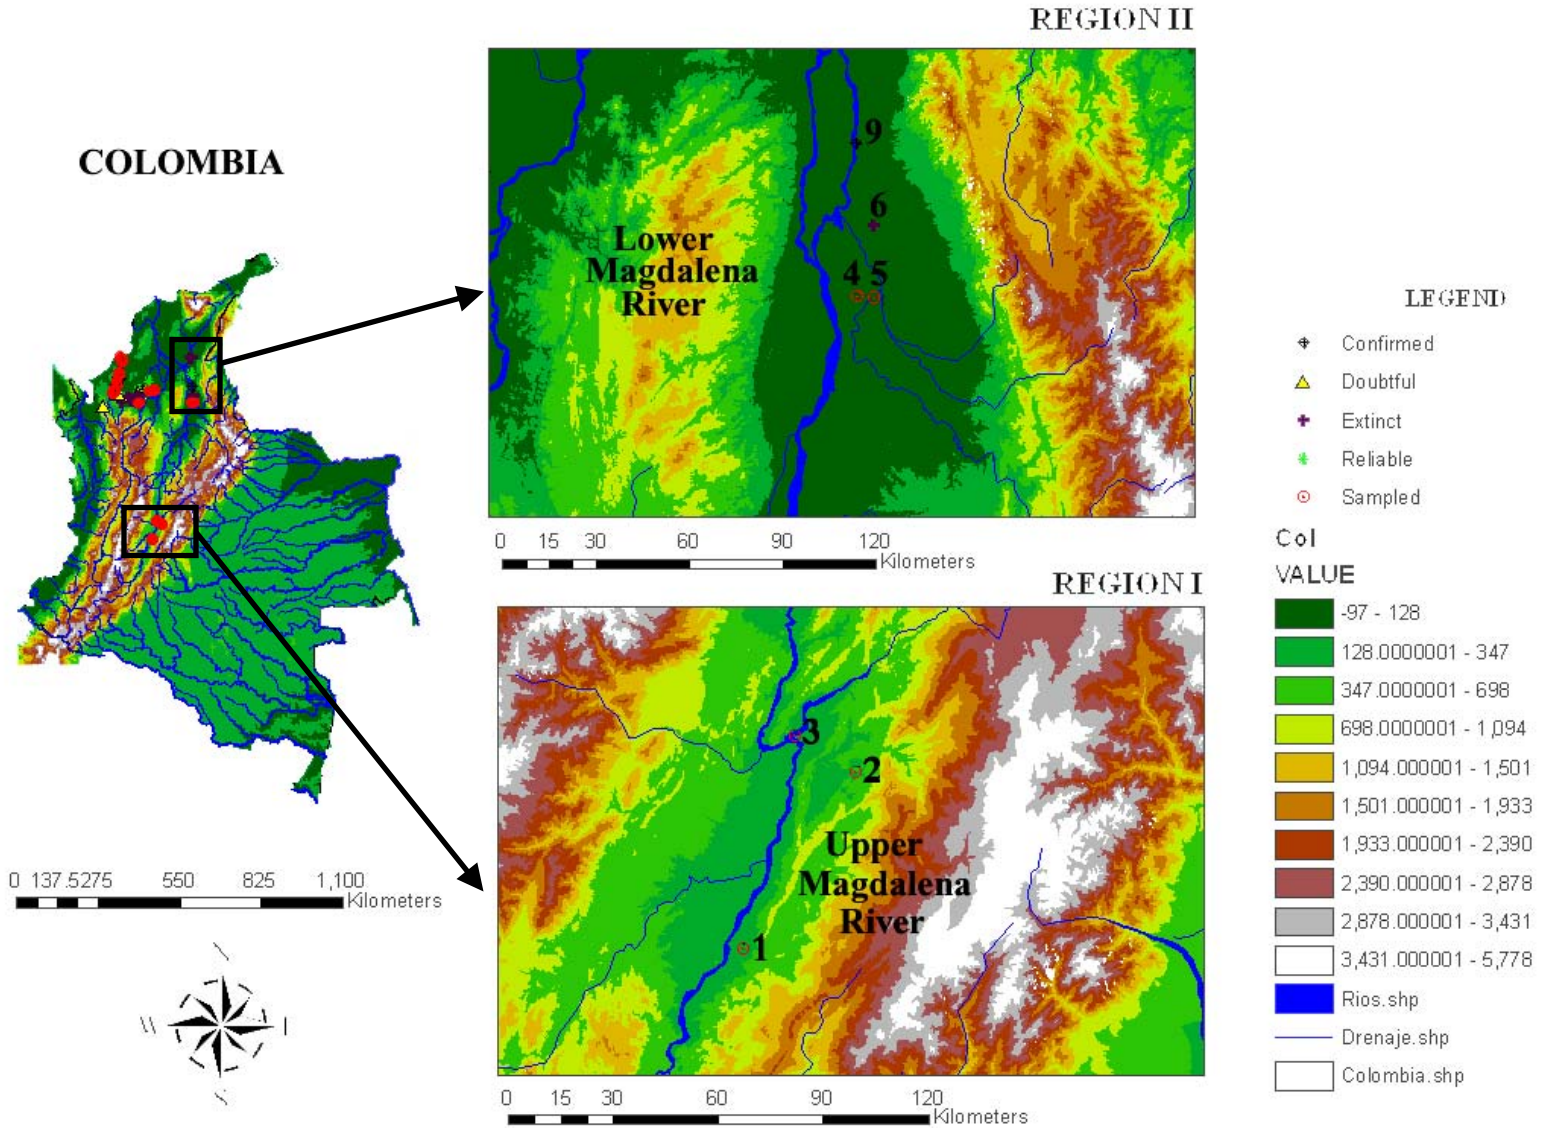 REGION II
COLOMBIA
9
6
4 5
Lower
Magdalena
River
0 15 30 60 90 120
Kilometers
REGION I
3
2
1
Upper
Magdalena
River
0 15 30 60 90 120
Kilometers
0 137.5275 550 825 1,100
Kilometers
LEGEND
Confirmed
Doubtful
Extinct
Reliable
Sampled
Col
VALUE
-97 - 128
128.0000001 - 347
347.0000001 - 698
698.0000001 - 1,094
1,094.000001 - 1,501
1,501.000001 - 1,933
1,933.000001 - 2,390
2,390.000001 - 2,878
2,878.000001 - 3,431
3,431.000001 - 5,778
Rios.shp
Drenaje.shp
Colombia.shp